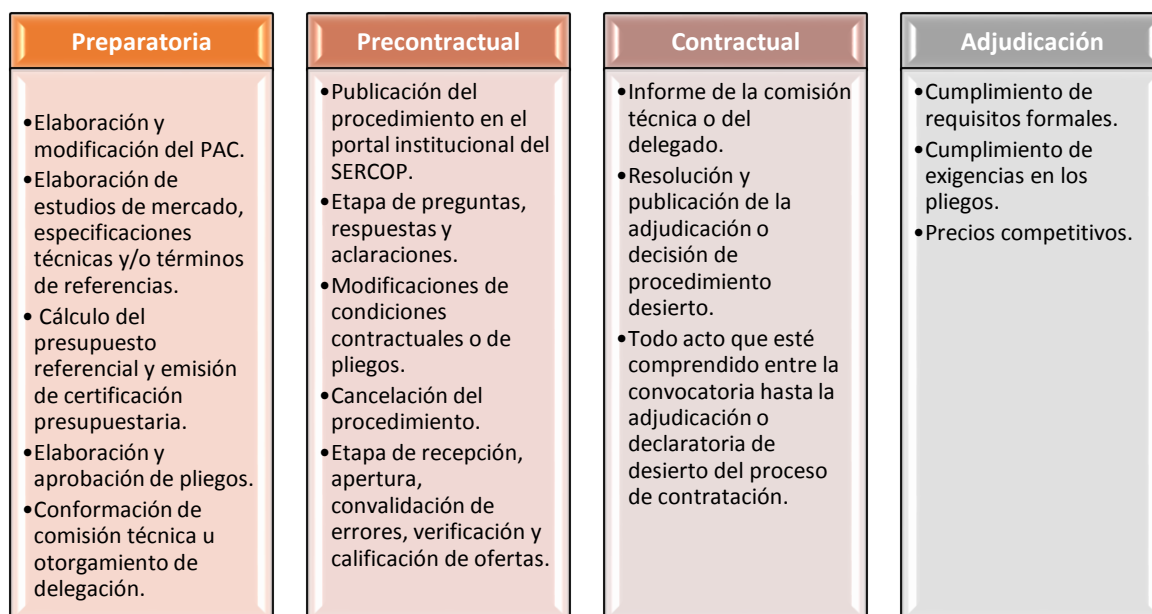 Preparatoria
•Elaboración y
modificación del PAC.
•Elaboración de
estudios de mercado,
especificaciones
técnicas y/o términos
de referencias.
• Cálculo del
presupuesto
referencial y emisión
de certificación
presupuestaria.
•Elaboración y
aprobación de pliegos.
•Conformación de
comisión técnica u
otorgamiento de
delegación.
Precontractual
•Publicación del
procedimiento en el
portal institucional del
SERCOP.
•Etapa de preguntas,
respuestas y
aclaraciones.
•Modificaciones de
condiciones
contractuales o de
pliegos.
•Cancelación del
procedimiento.
•Etapa de recepción,
apertura,
convalidación de
errores, verificación y
calificación de ofertas.
Contractual
•Informe de la comisión
técnica o del
delegado.
•Resolución y
publicación de la
adjudicación o
decisión de
procedimiento
desierto.
•Todo acto que esté
comprendido entre la
convocatoria hasta la
adjudicación o
declaratoria de
desierto del proceso
de contratación.
Adjudicación
•Cumplimiento de
requisitos formales.
•Cumplimiento de
exigencias en los
pliegos.
•Precios competitivos.